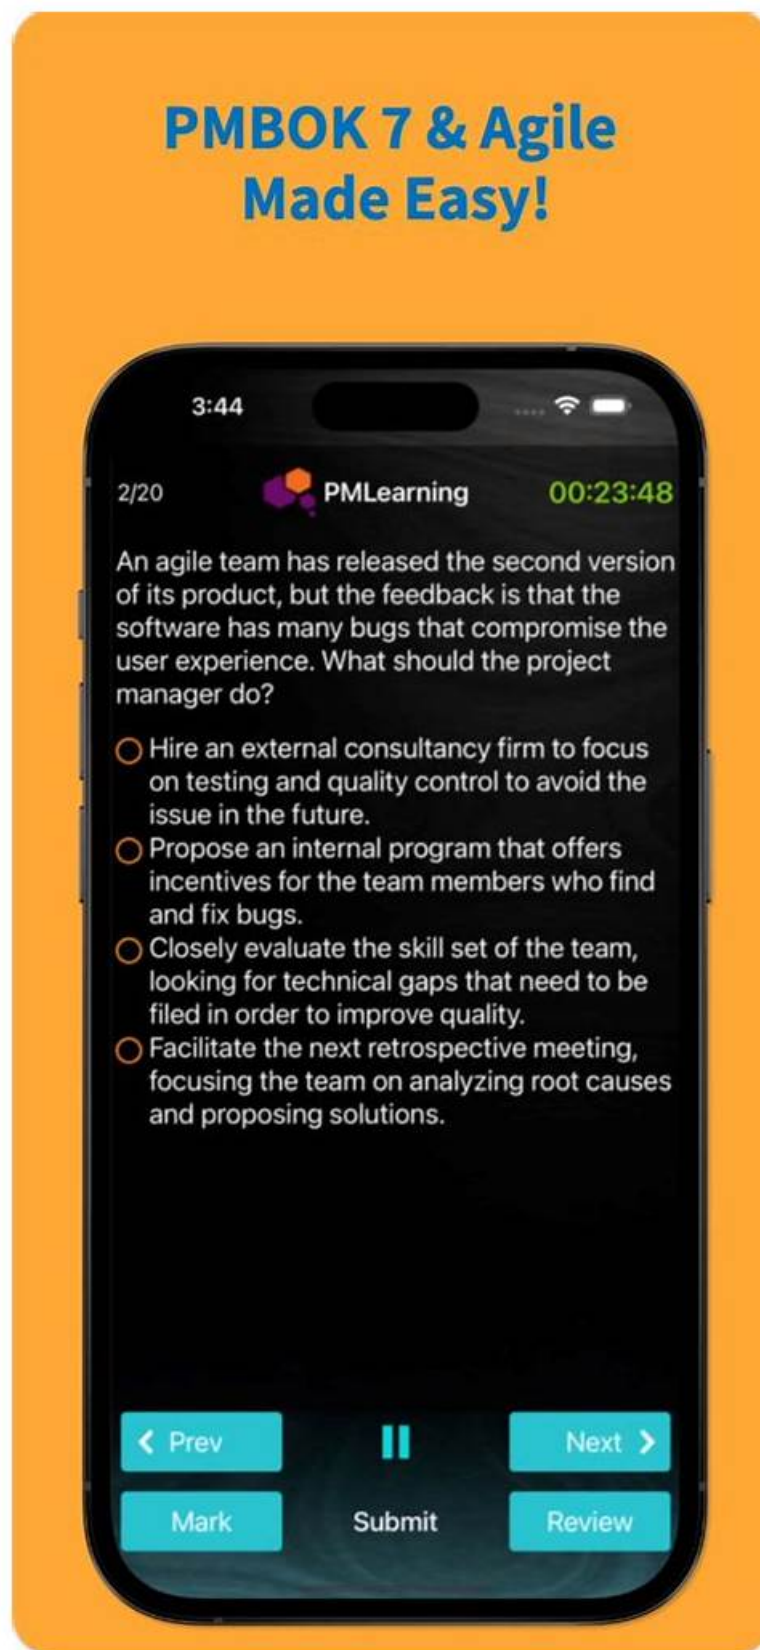 PMBOK 7 & Agile
Made Easy!
3:44
2/20
PMLearning
00:23:48
An agile team has released the second version
of its product, but the feedback is that the
software has many bugs that compromise the
user experience. What should the project
manager do?
Hire an external consultancy firm to focus
on testing and quality control to avoid the
issue in the future.
Propose an internal program that offers
incentives for the team members who find
and fix bugs.
Closely evaluate the skill set of the team,
looking for technical gaps that need to be
filed in order to improve quality.
Facilitate the next retrospective meeting,
focusing the team on analyzing root causes
and proposing solutions.
Prev
Next
Mark
Submit
Review